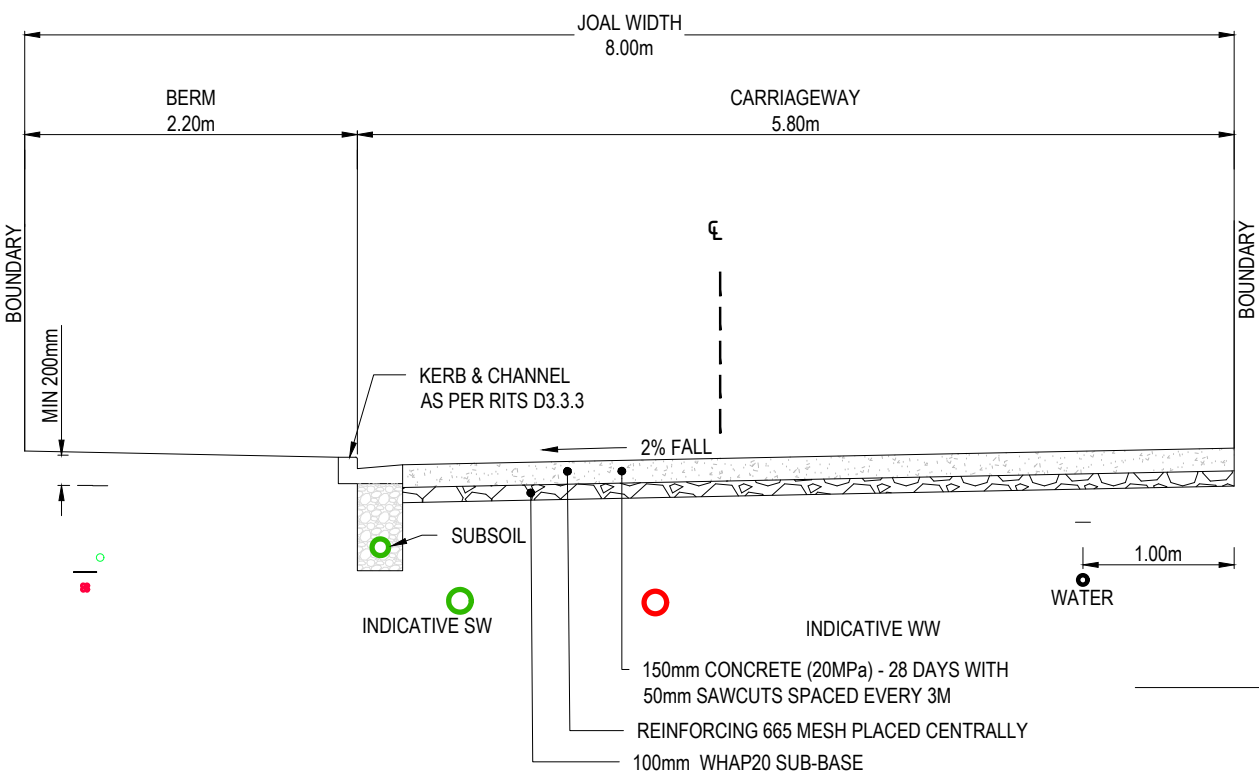 JOAL WIDTH
8.00m
BERM
2.20m
CARRIAGEWAY
5.80m
BOUNDARY
BOUNDARY
℄
MIN 200mm
KERB & CHANNEL
AS PER RITS D3.3.3
2% FALL
SUBSOIL
1.00m
WATER
INDICATIVE SW
INDICATIVE WW
150mm CONCRETE (20MPa) - 28 DAYS WITH
50mm SAWCUTS SPACED EVERY 3M
REINFORCING 665 MESH PLACED CENTRALLY
100mm WHAP20 SUB-BASE